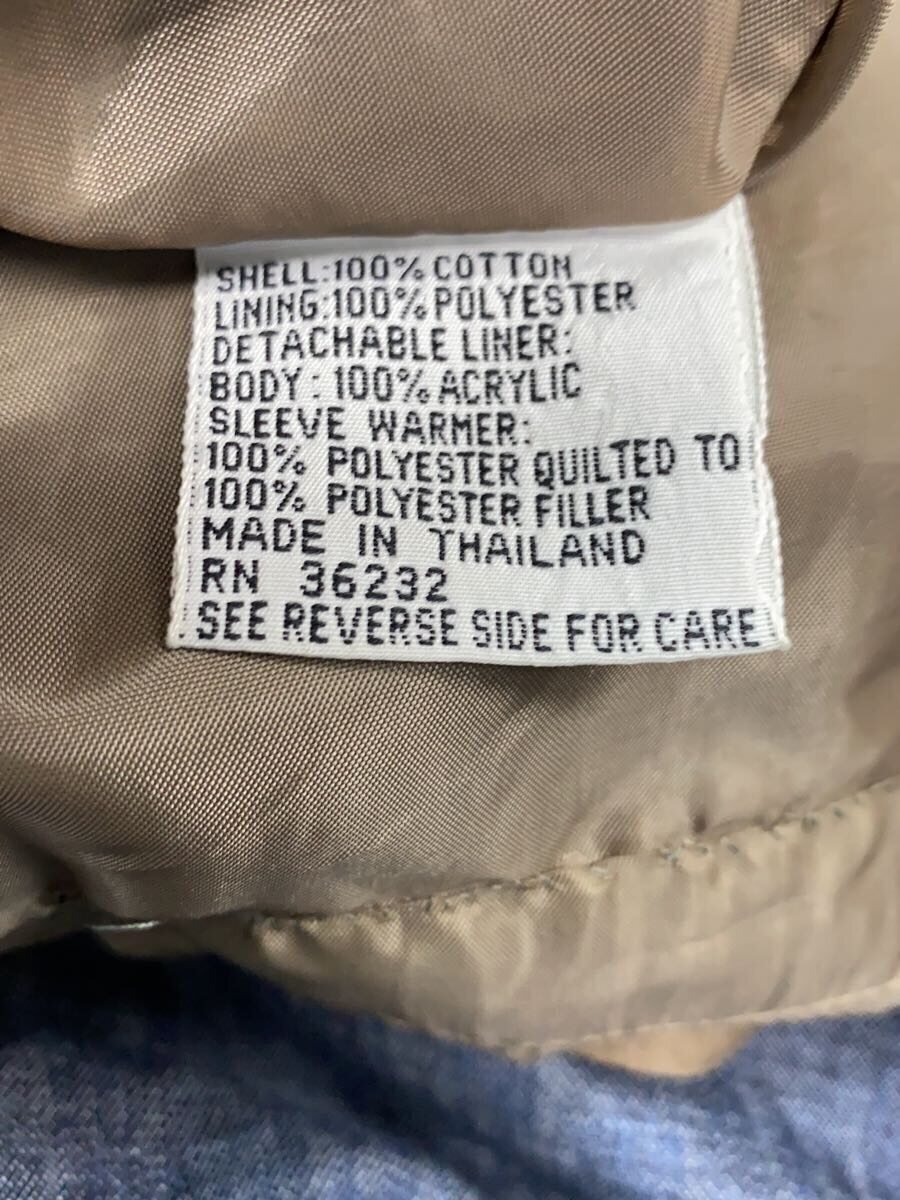 SHELL:100% COTTON
LINING:100% POLYESTER
DETACHABLE LINER:
BODY: 100% ACRYLIC
SLEEVE WARMER:
100% POLYESTER QUILTED TO
100% POLYESTER FILLER
MADE IN THAILAND
RN 36232
SEE REVERSE SIDE FOR CARE